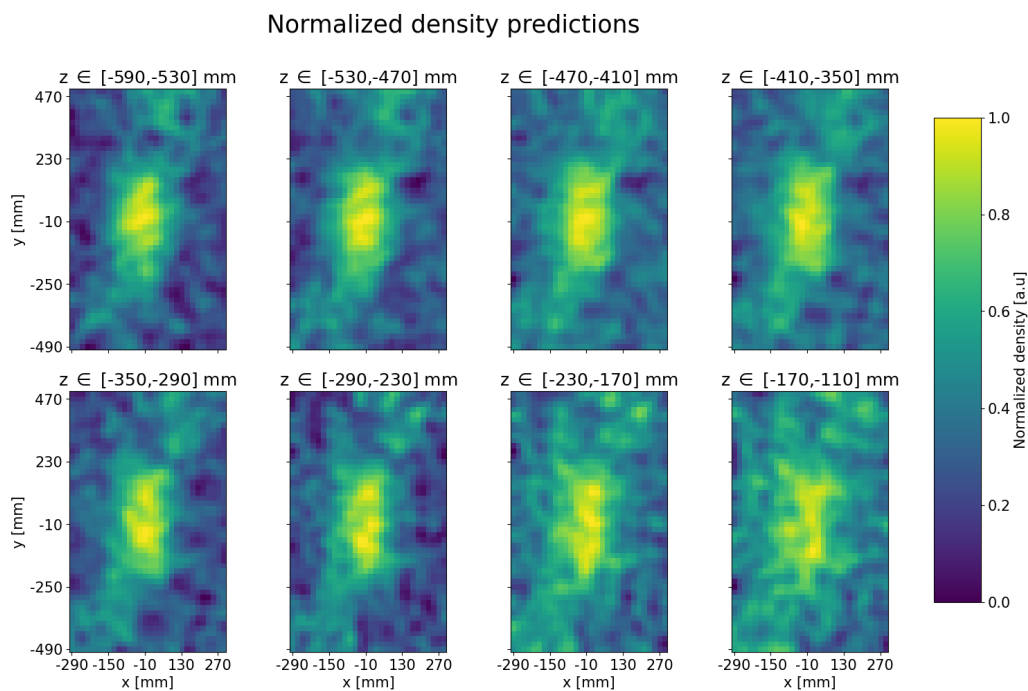 Normalized density predictions
z ∈ [-590,-530] mm
z ∈ [-530,-470] mm
z ∈ [-470,-410] mm
z ∈ [-410,-350] mm
470
230
-10
-250
-490
y [mm]
1.0
0.8
0.6
0.4
0.2
0.0
Normalized density [a.u]
z ∈ [-350,-290] mm
z ∈ [-290,-230] mm
z ∈ [-230,-170] mm
z ∈ [-170,-110] mm
470
230
-10
-250
-490
y [mm]
-290 -150 -10 130 270
-290 -150 -10 130 270
-290 -150 -10 130 270
-290 -150 -10 130 270
x [mm]
x [mm]
x [mm]
x [mm]